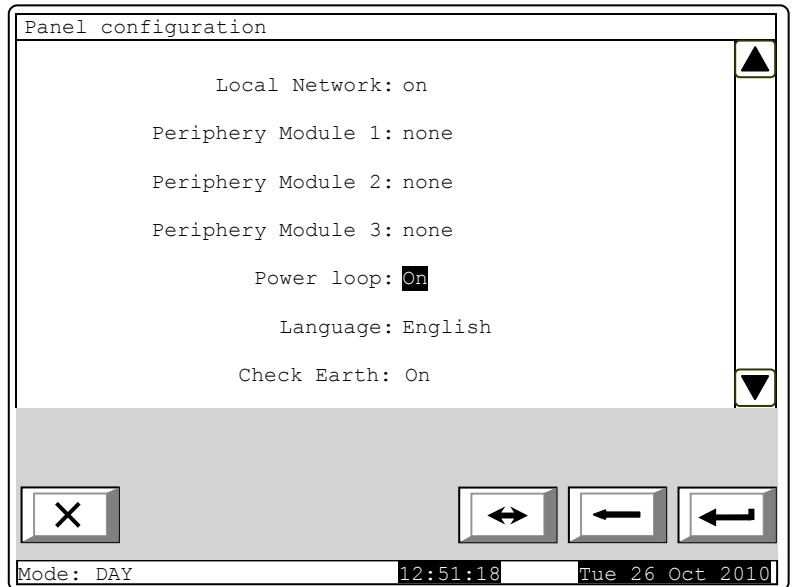 Panel configuration
Local Network: on
Periphery Module 1: none
Periphery Module 2: none
Periphery Module 3: none
Power loop: On
Language: English
Check Earth: On
Mode: DAY 12:51:18 Tue 26 Oct 2010